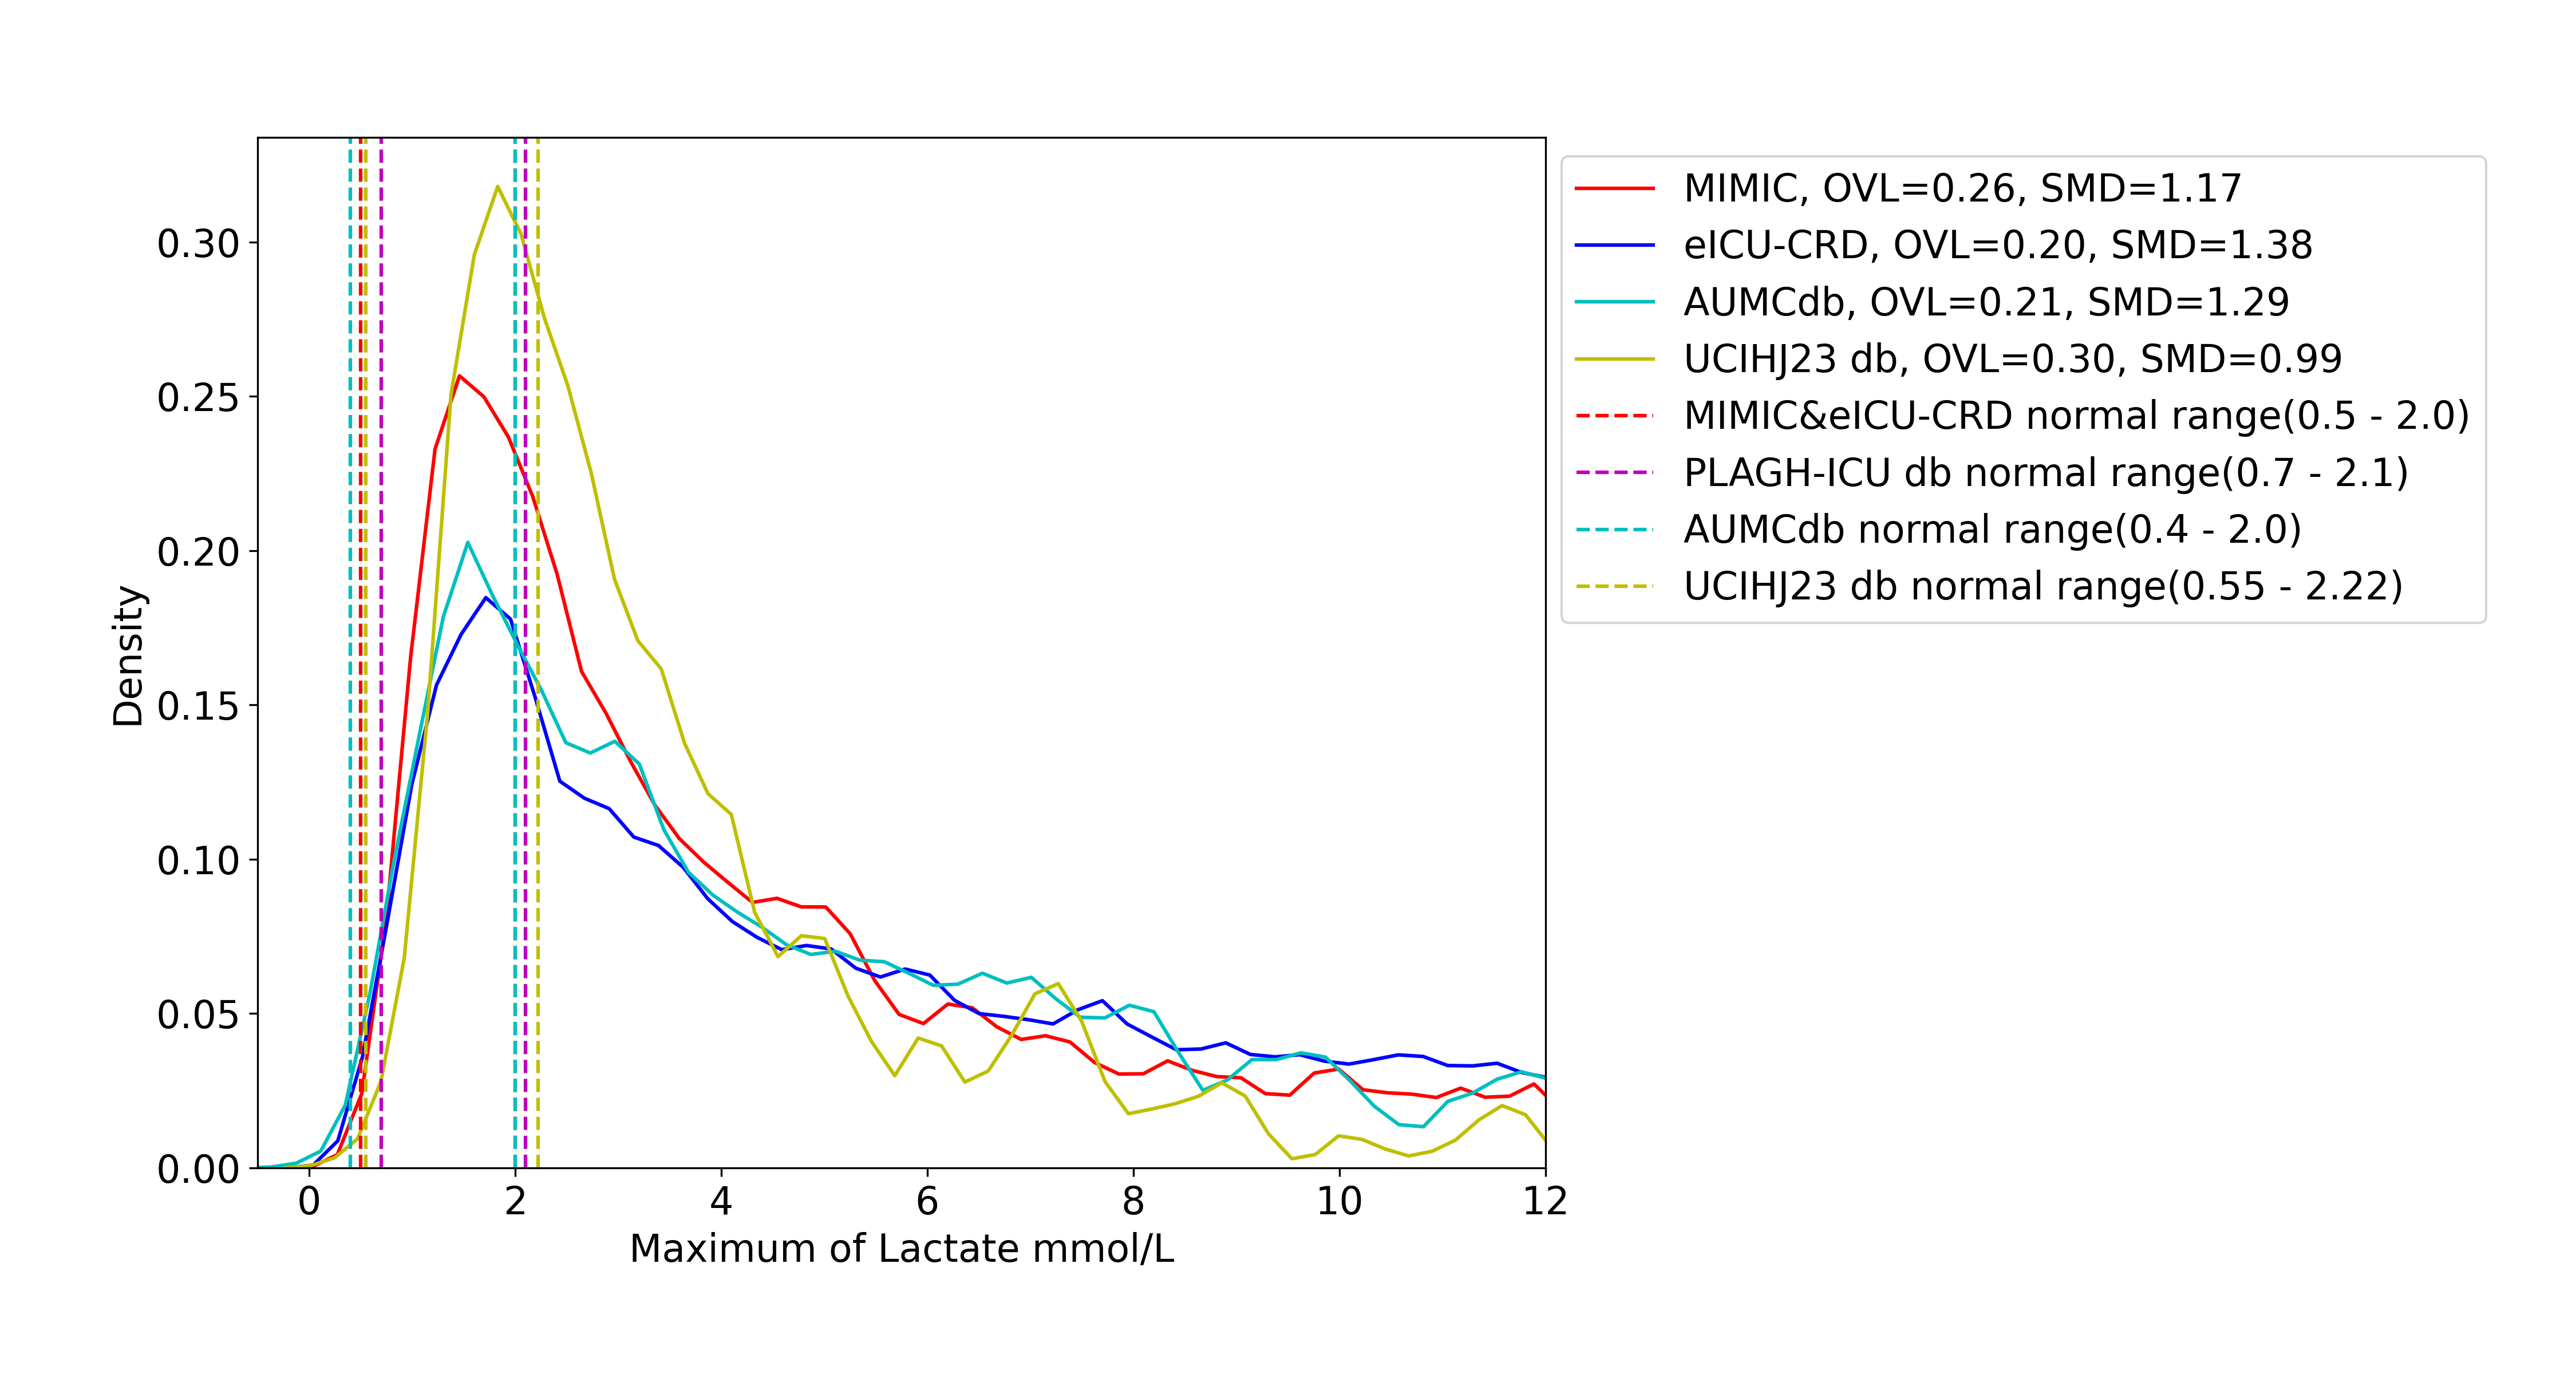 MIMIC, OVL=0.26, SMD=1.17
eICU-CRD, OVL=0.20, SMD=1.38
AUMCdb, OVL=0.21, SMD=1.29
UCIHJ23 db, OVL=0.30, SMD=0.99
MIMIC&eICU-CRD normal range(0.5 - 2.0)
PLAGH-ICU db normal range(0.7 - 2.1)
AUMCdb normal range(0.4 - 2.0)
UCIHJ23 db normal range(0.55 - 2.22)
Density
0.30
0.25
0.20
0.15
0.10
0.05
0.00
0 2 4 6 8 10 12
Maximum of Lactate mmol/L